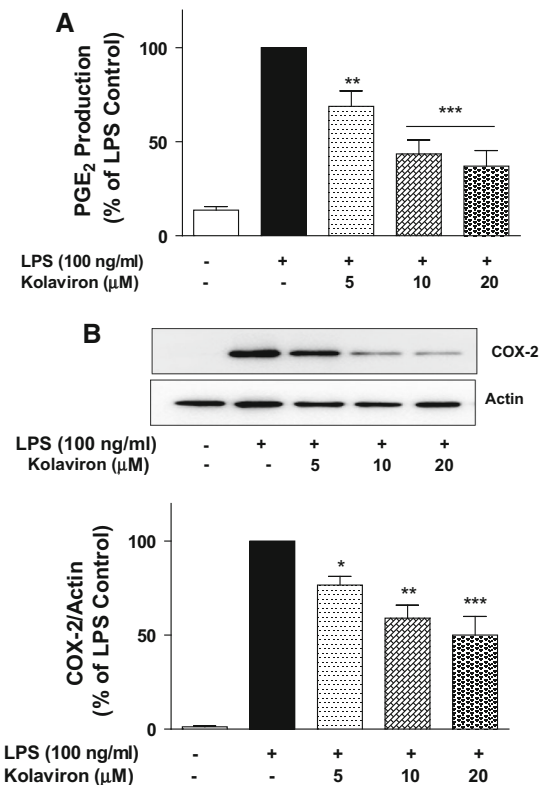 A
PGE₂ Production
(% of LPS Control)
100
50
0
**
***
LPS (100 ng/ml) - + + + +
Kolaviron (μM) - - 5 10 20
B
COX-2
Actin
LPS (100 ng/ml) - + + + +
Kolaviron (μM) - - 5 10 20
COX-2/Actin
(% of LPS Control)
100
50
0
*
**
***
LPS (100 ng/ml) - + + + +
Kolaviron (μM) - - 5 10 20